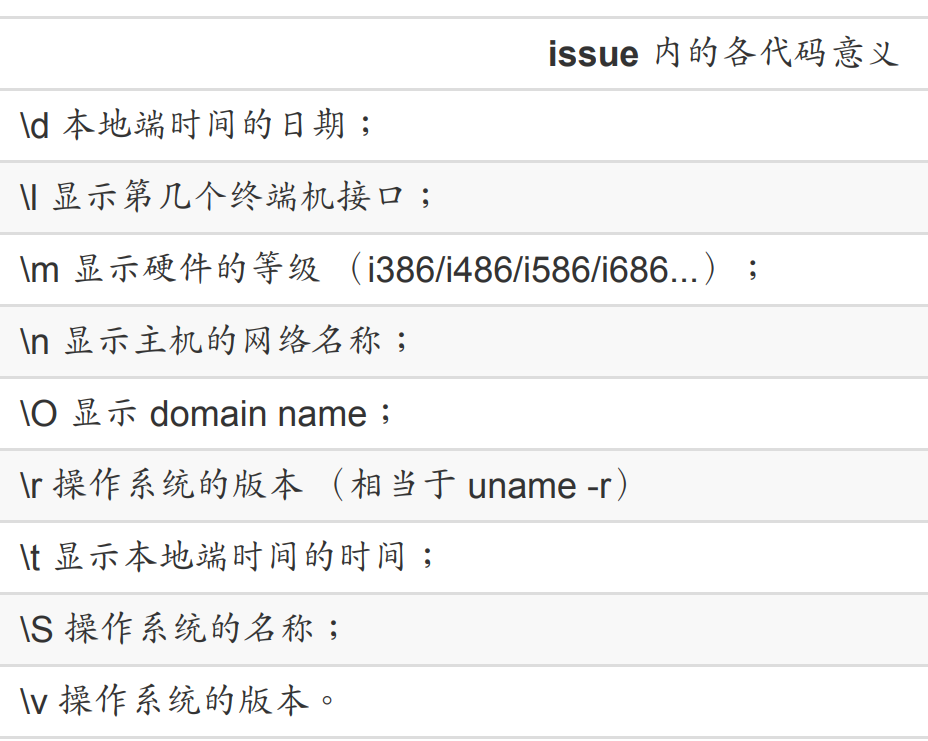 issue 内的各代码意义
\d 本地端时间的日期；
\l 显示第几个终端机接口；
\m 显示硬件的等级 （i386/i486/i586/i686...）；
\n 显示主机的网络名称；
\O 显示 domain name；
\r 操作系统的版本 （相当于 uname -r）
\t 显示本地端时间的时间；
\S 操作系统的名称；
\v 操作系统的版本。